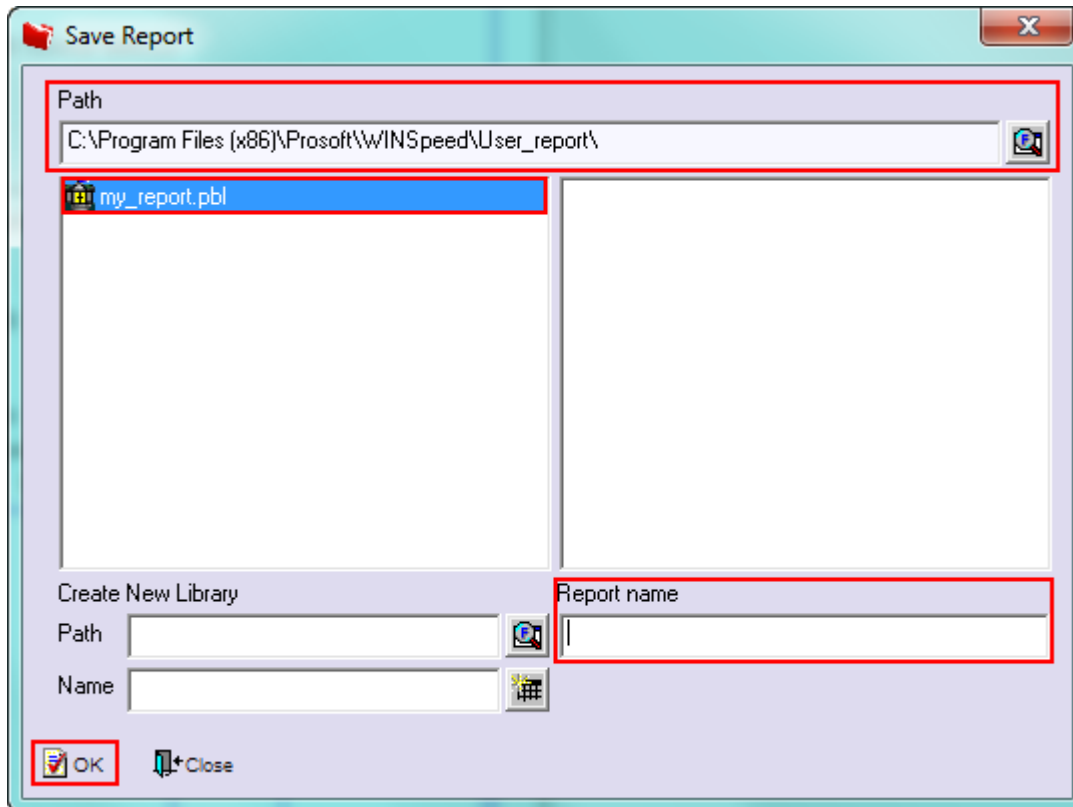 Save Report
Path
C:\Program Files (x86)\Prosoft\WINSpeed\User_report\
my_report.pbl
Create New Library
Report name
Path
Name
OK
Close